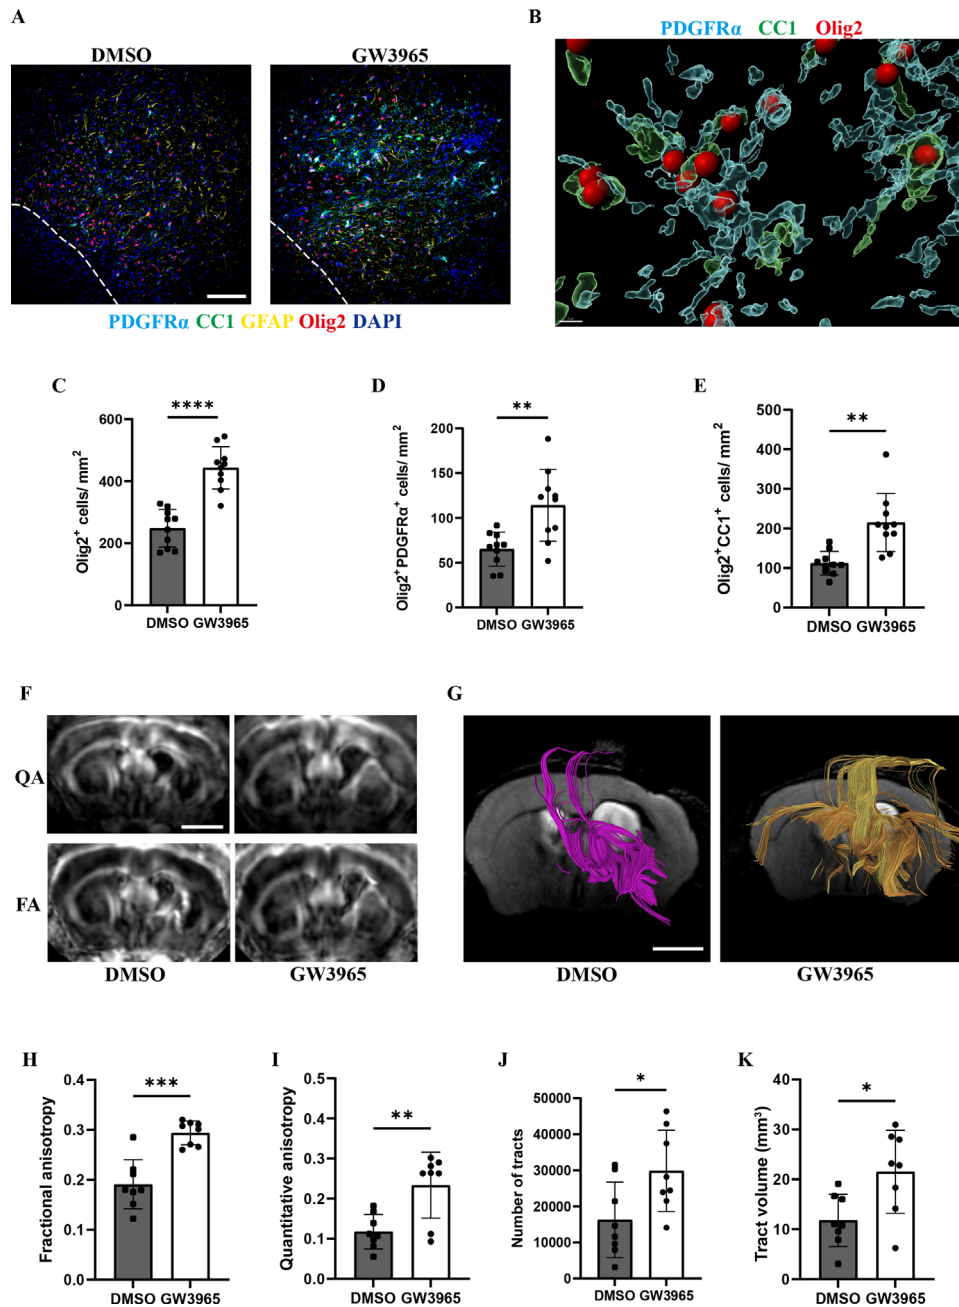 A
DMSO
GW3965
PDGFRα CC1 GFAP Olig2 DAPI
B
PDGFRα CC1 Olig2
C
Olig2+ cells/ mm2
600
400
200
0
****
DMSO GW3965
D
Olig2+PDGFRα+ cells/ mm2
200
150
100
50
0
**
DMSO GW3965
E
Olig2+CC1+ cells/ mm2
500
400
300
200
100
0
**
DMSO GW3965
F
QA
FA
DMSO
GW3965
G
DMSO
GW3965
H
Fractional anisotropy
0.4
0.3
0.2
0.1
0.0
***
DMSO GW3965
I
Quantitative anisotropy
0.5
0.4
0.3
0.2
0.1
0.0
**
DMSO GW3965
J
Number of tracts
50000
40000
30000
20000
10000
0
*
DMSO GW3965
K
Tract volume (mm3)
40
30
20
10
0
*
DMSO GW3965